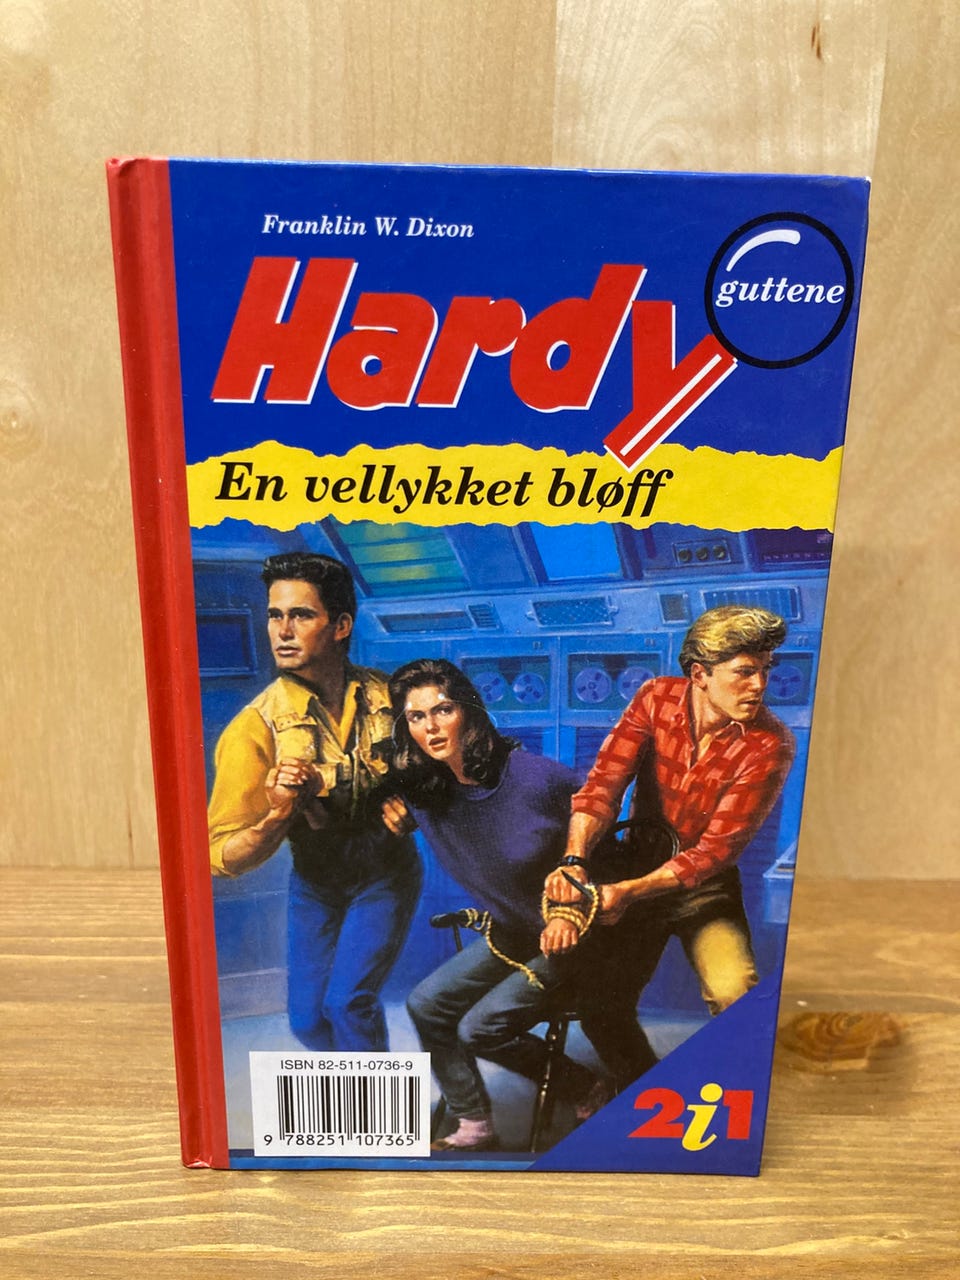 Franklin W. Dixon
Hardy
guttene
En vellykket bløff
ISBN 82-511-0736-9
9 788251 107365
2i1